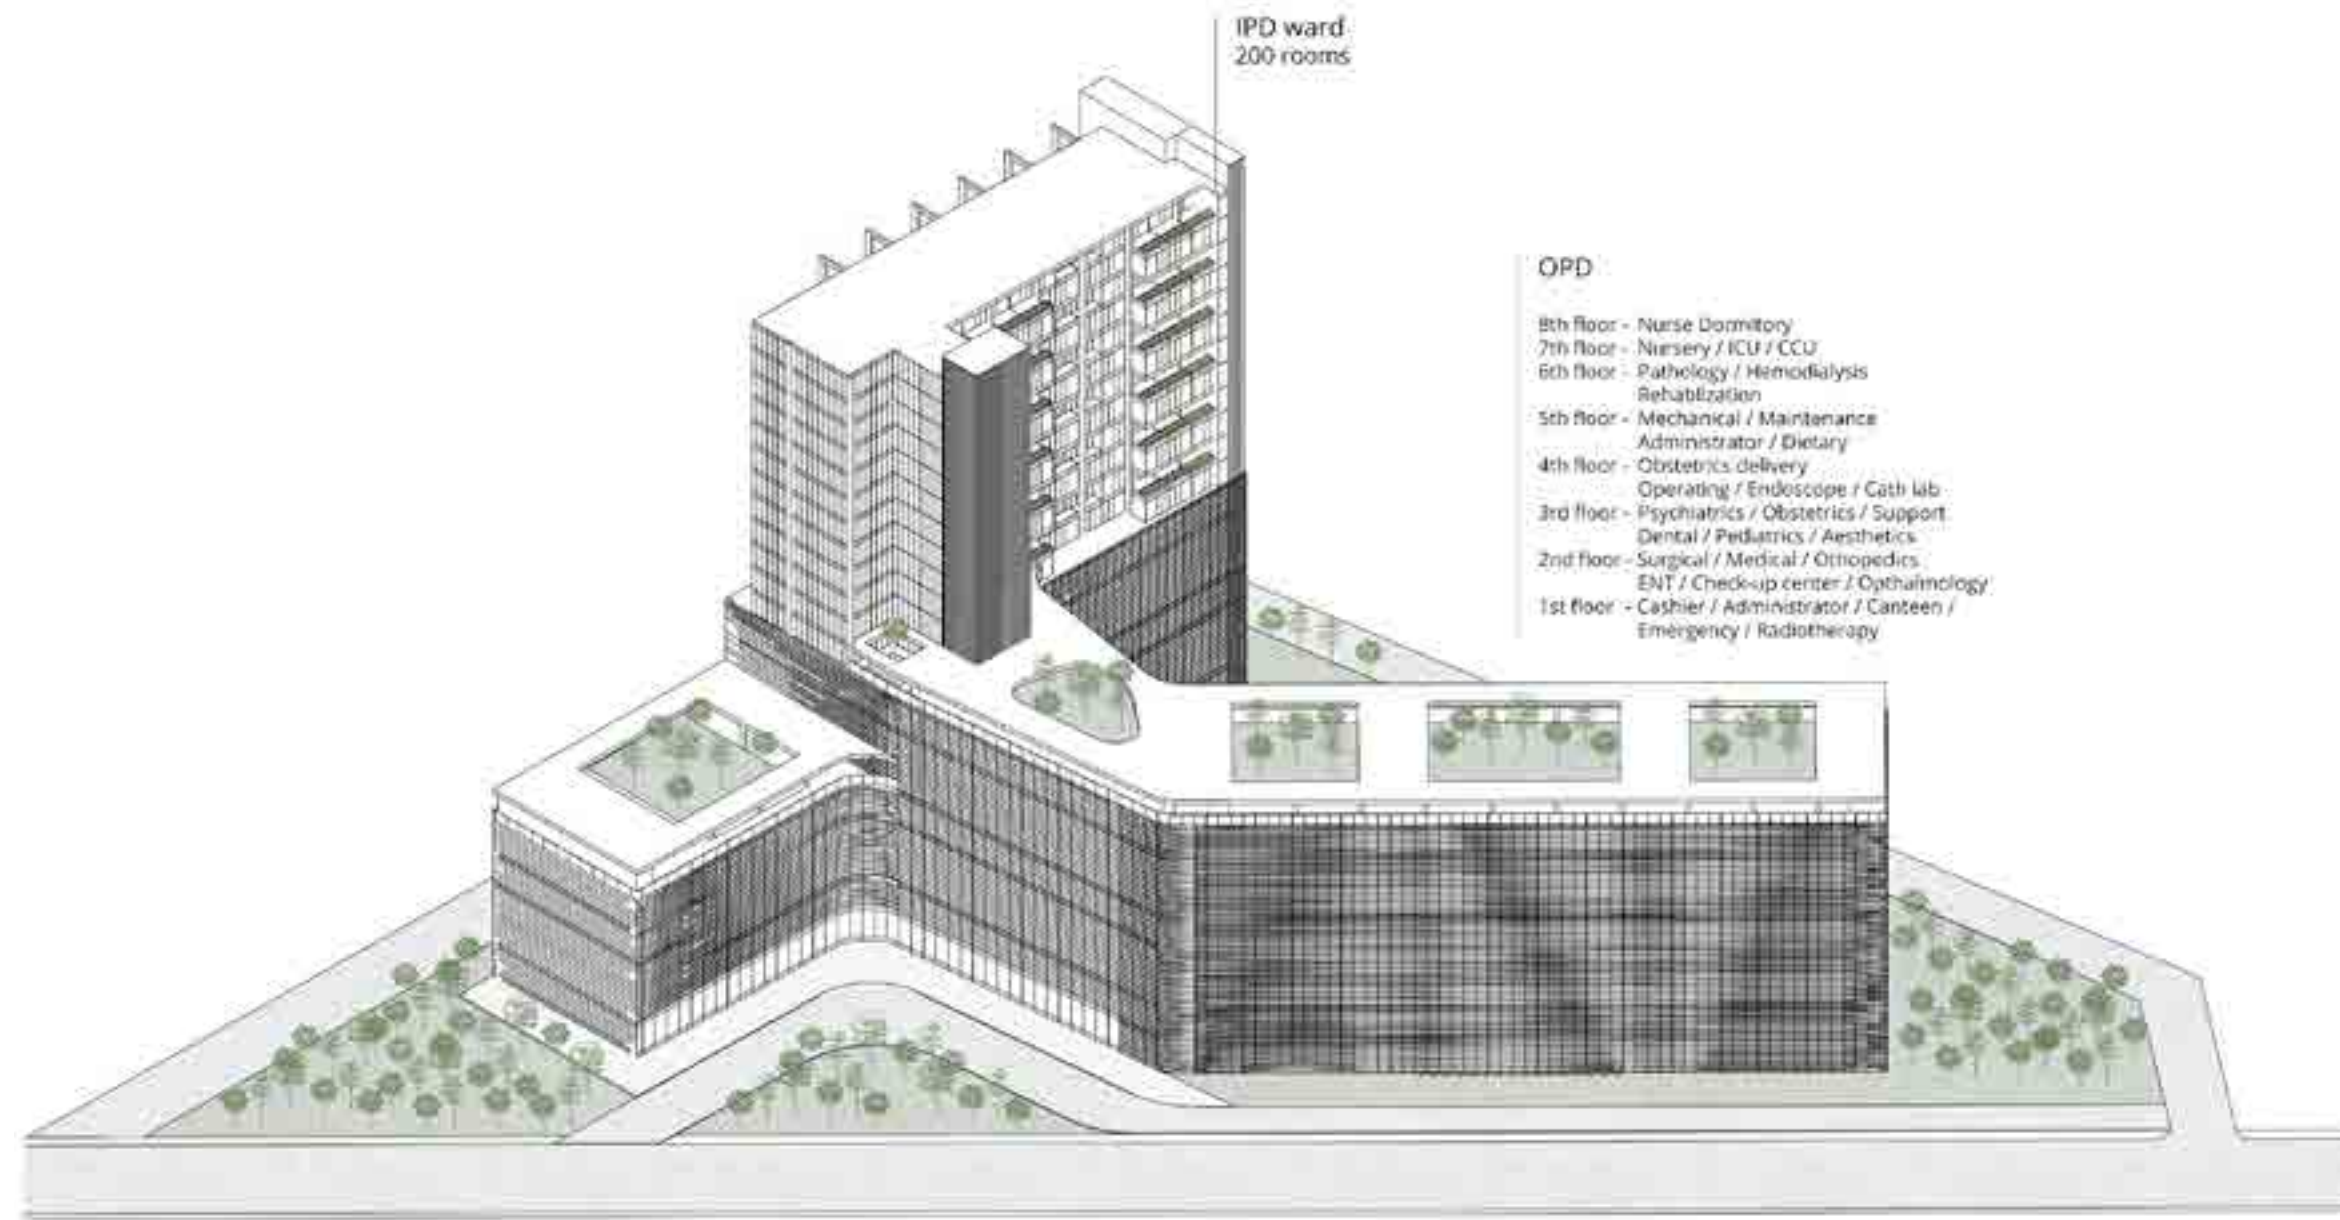 IPD ward
200 rooms
OPD
8th floor - Nurse Dormitory
7th floor - Nursery / ICU / CCU
6th floor - Pathology / Hemodialysis
Rehablization
5th floor - Mechanical / Maintenance
Administrator / Dietary
4th floor - Obstetrics delivery
Operating / Endoscope / Cath lab
3rd floor - Psychiatrics / Obstetrics / Support
Dental / Pediatrics / Aesthetics
2nd floor - Surgical / Medical / Othopedics
ENT / Check-up center / Opthalmology
1st floor - Cashier / Administrator / Canteen /
Emergency / Radiotherapy